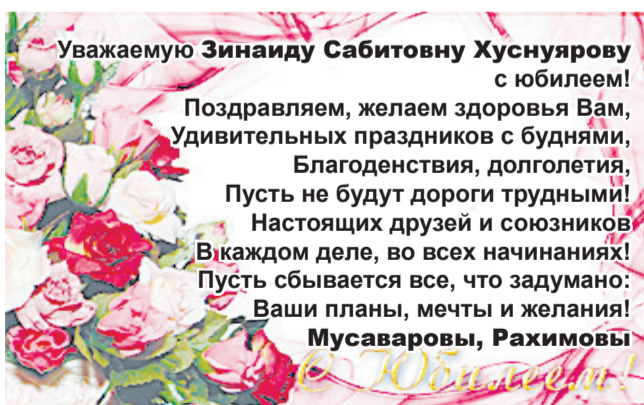 Уважаемую Зинаиду Сабитовну Хуснуярову
с юбилеем!
Поздравляем, желаем здоровья Вам,
Удивительных праздников с буднями,
Благоденствия, долголетия,
Пусть не будут дороги трудными!
Настоящих друзей и союзников
В каждом деле, во всех начинаниях!
Пусть сбывается все, что задумано:
Ваши планы, мечты и желания!
Мусаваровы, Рахимовы
С Юбилеем!